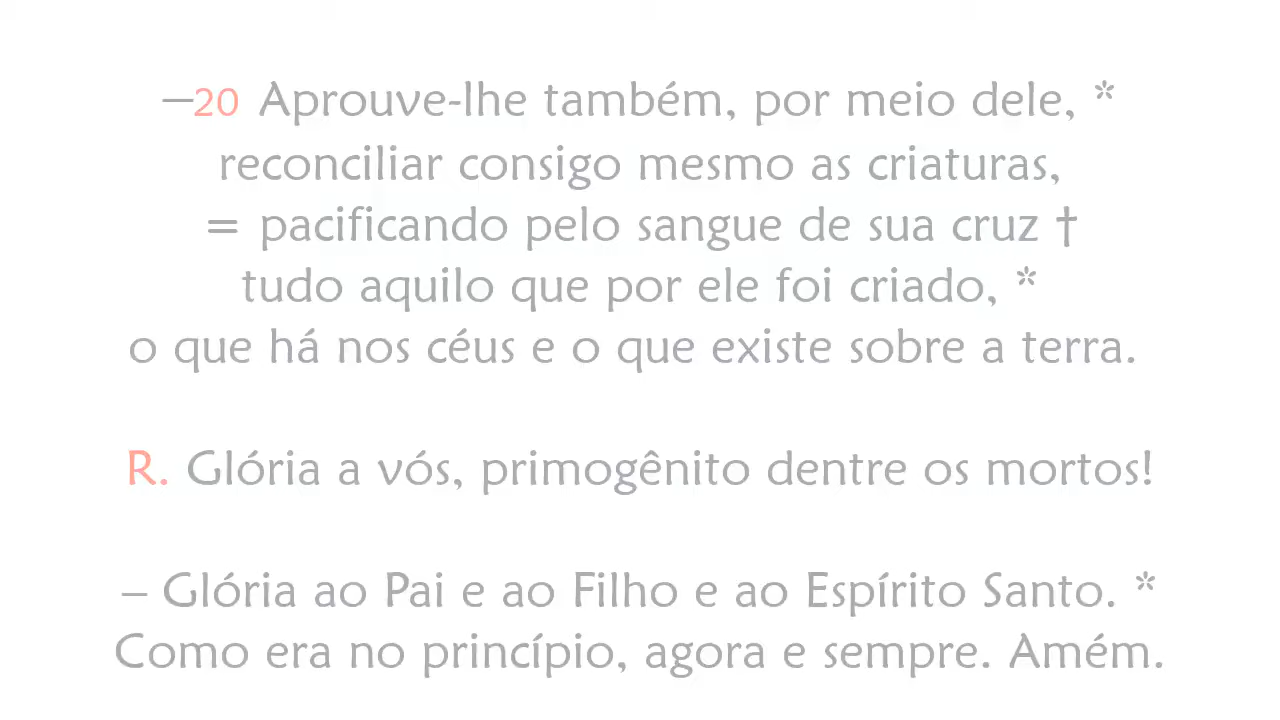 –20 Aprouve-lhe também, por meio dele, *
reconciliar consigo mesmo as criaturas,
= pacificando pelo sangue de sua cruz †
tudo aquilo que por ele foi criado, *
o que há nos céus e o que existe sobre a terra.
R. Glória a vós, primogênito dentre os mortos!
– Glória ao Pai e ao Filho e ao Espírito Santo. *
Como era no princípio, agora e sempre. Amém.